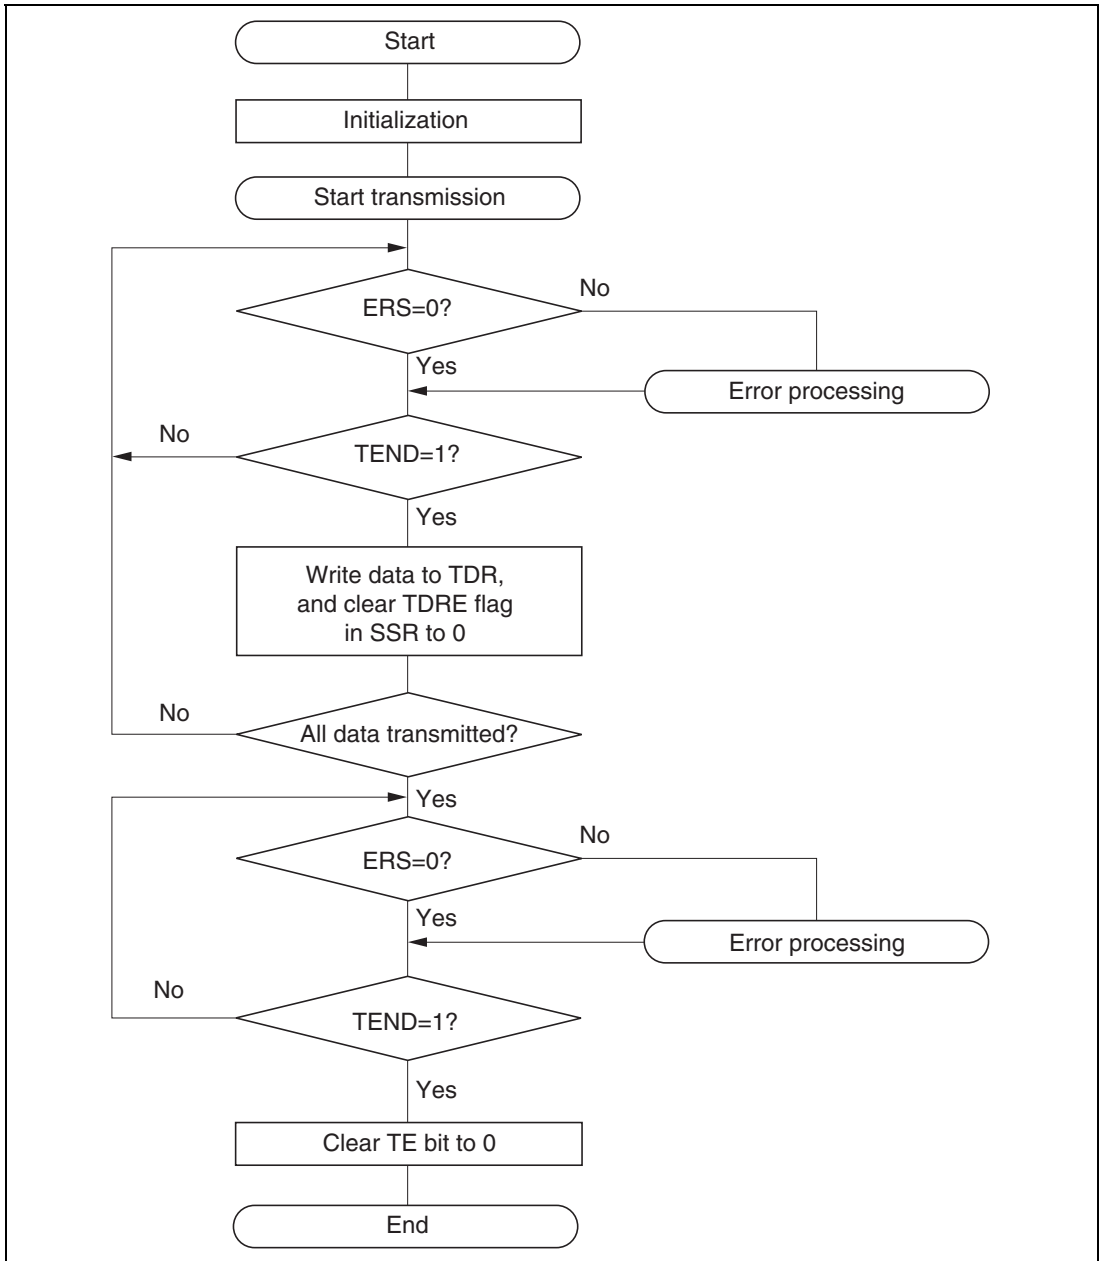 Start
Initialization
Start transmission
ERS=0?
No
Yes
Error processing
No
TEND=1?
Yes
Write data to TDR,
and clear TDRE flag
in SSR to 0
No
All data transmitted?
Yes
No
ERS=0?
Yes
Error processing
No
TEND=1?
Yes
Clear TE bit to 0
End